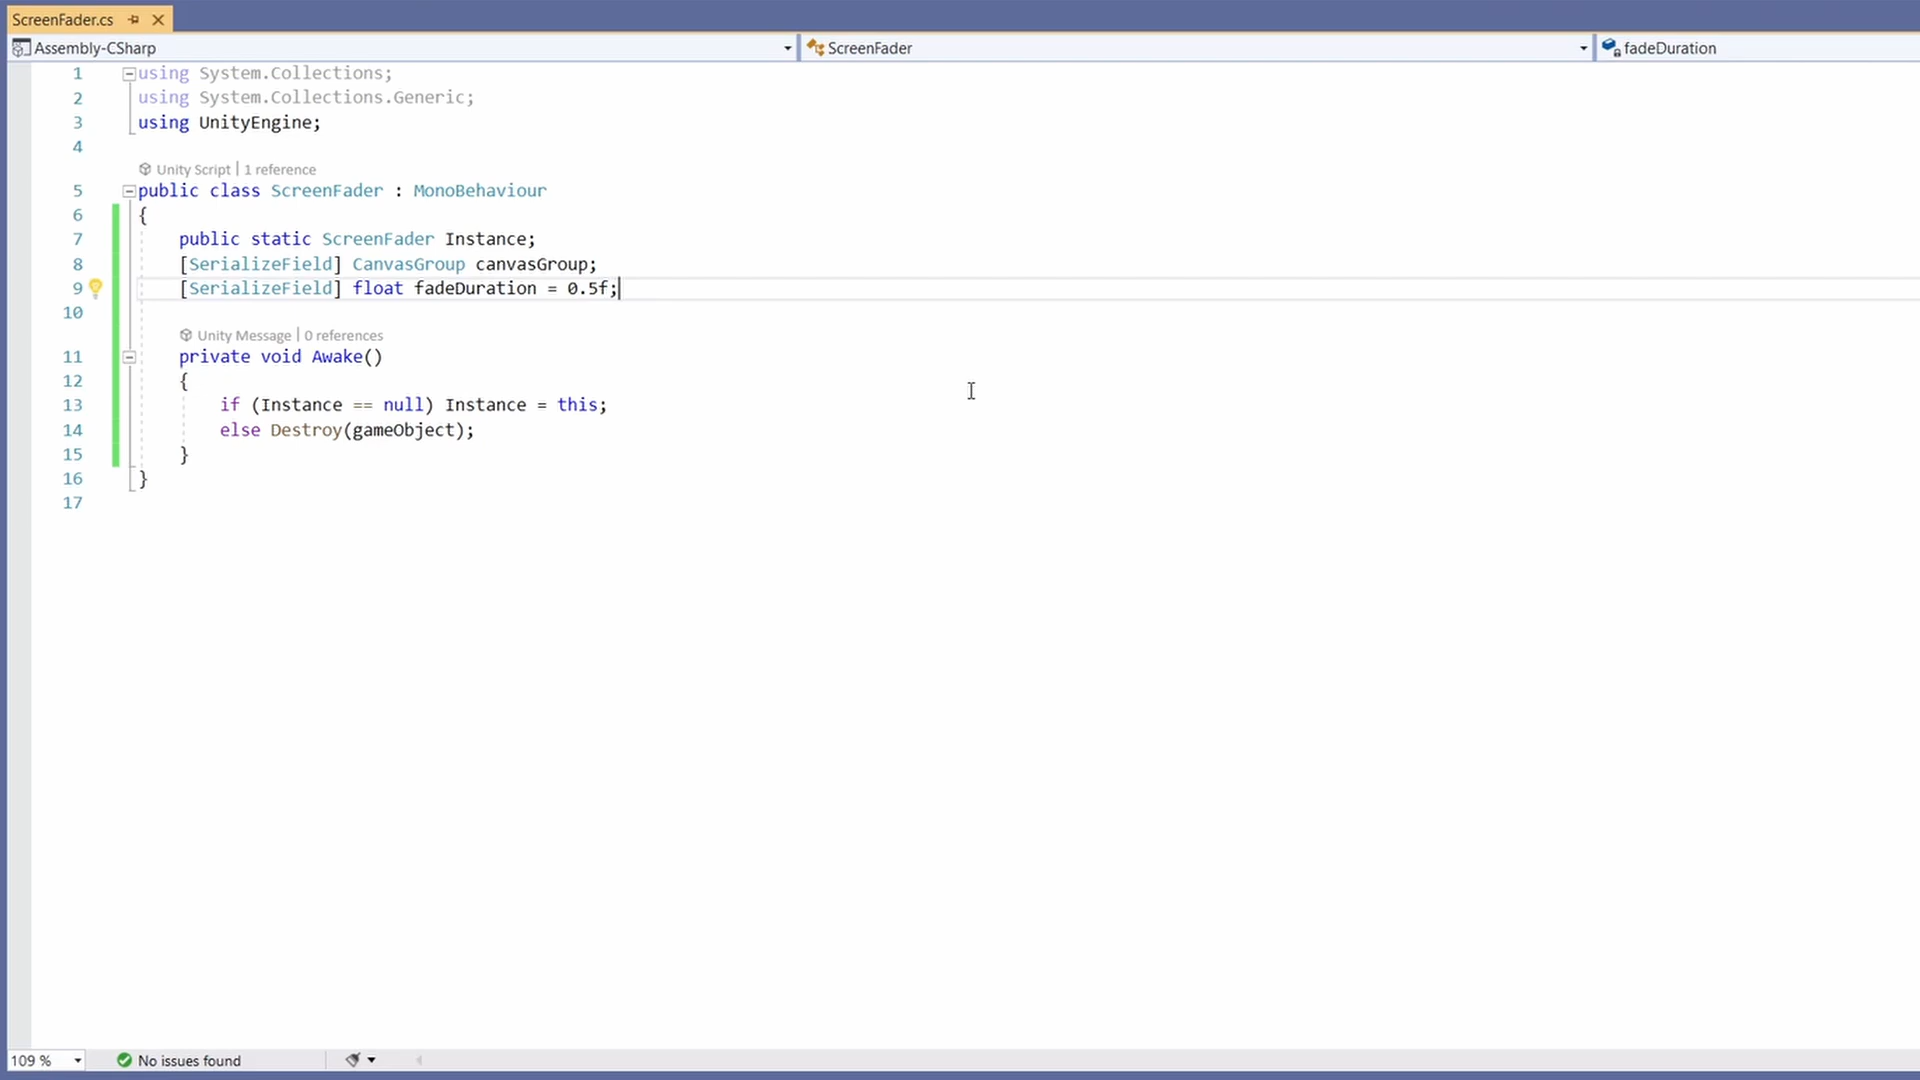 ScreenFader.cs
Assembly-CSharp ScreenFader fadeDuration
1 using System.Collections;
2 using System.Collections.Generic;
3 using UnityEngine;
4
Unity Script | 1 reference
5 public class ScreenFader : MonoBehaviour
6 {
7 public static ScreenFader Instance;
8 [SerializeField] CanvasGroup canvasGroup;
9 [SerializeField] float fadeDuration = 0.5f;
10
Unity Message | 0 references
11 private void Awake()
12 {
13 if (Instance == null) Instance = this;
14 else Destroy(gameObject);
15 }
16 }
17
109 % No issues found